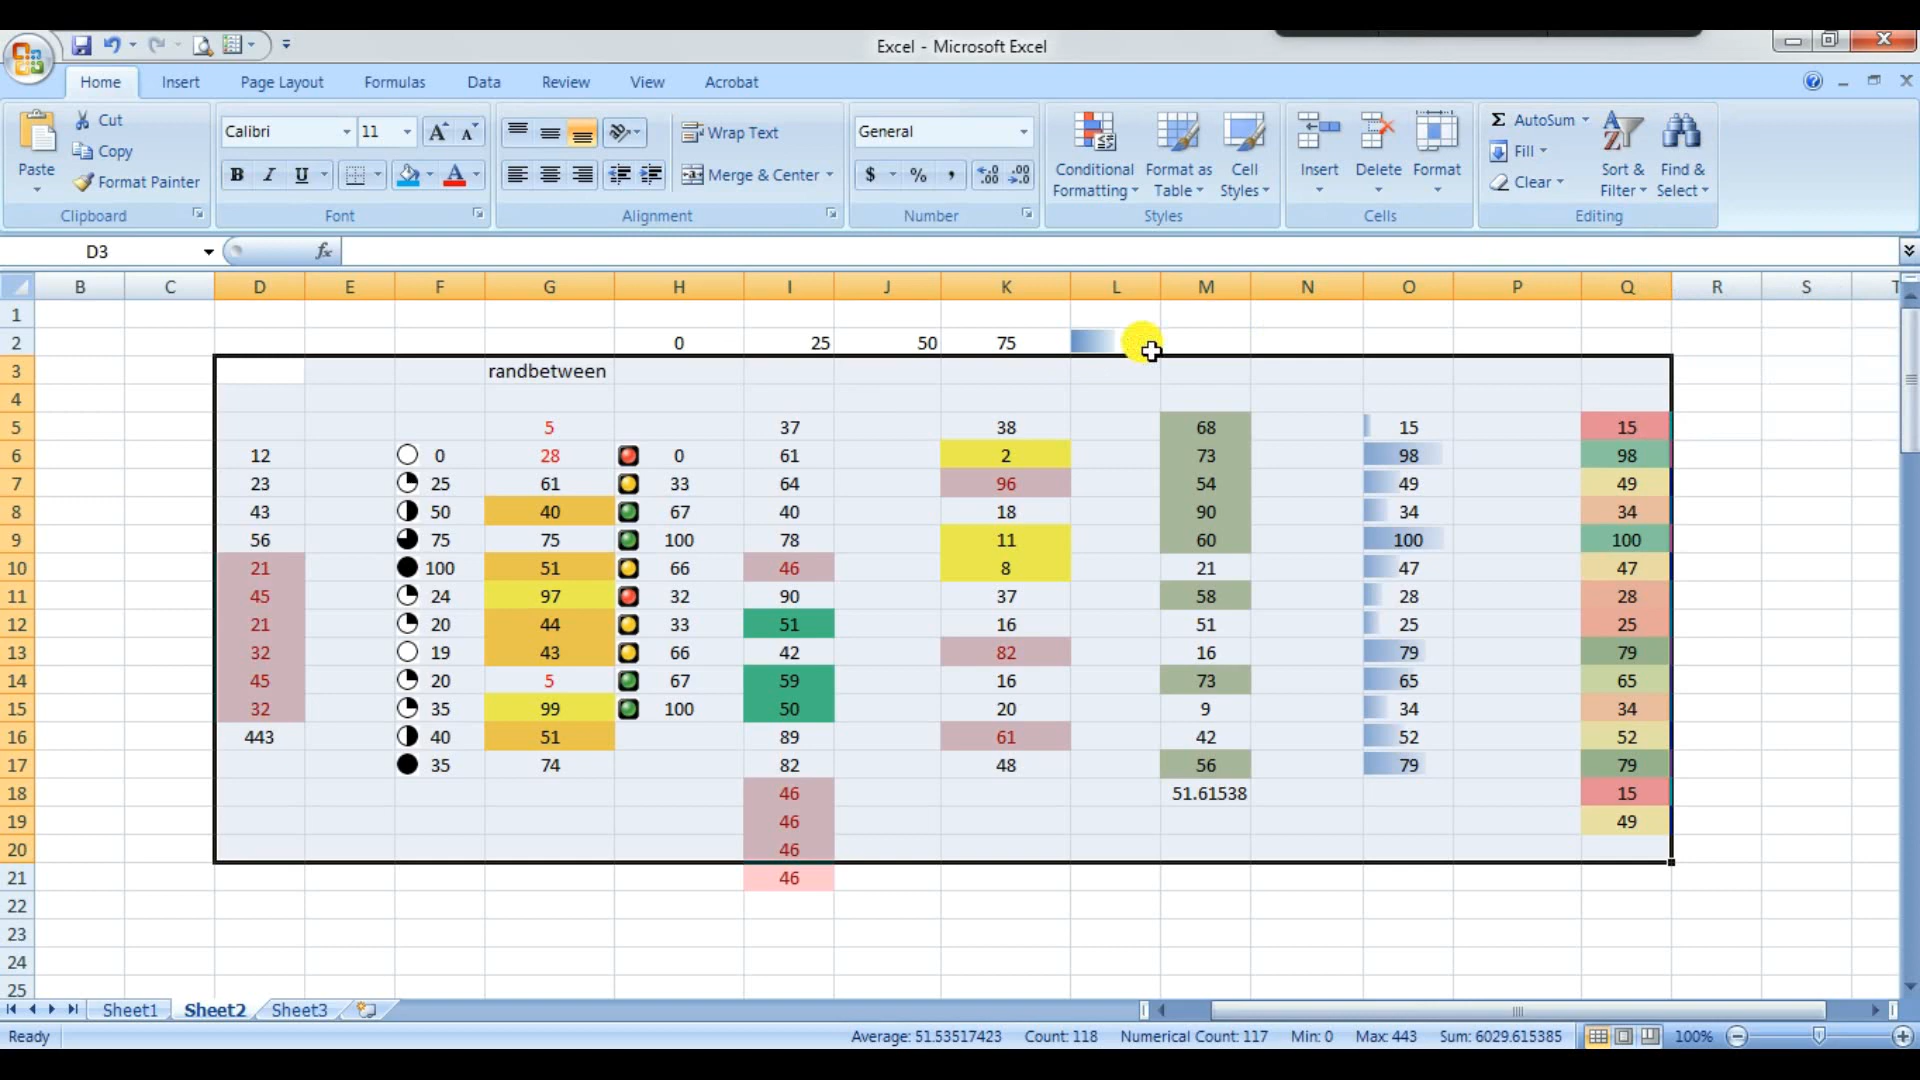 Excel - Microsoft Excel
Home Insert Page Layout Formulas Data Review View Acrobat
Paste Cut Copy Format Painter Clipboard
Calibri 11 B I U Font
Wrap Text Merge & Center Alignment
General $ % , Number
Conditional Formatting Format as Table Cell Styles Styles
Insert Delete Format Cells
Σ AutoSum Fill Clear Sort & Filter Find & Select Editing
D3 fx
B C D E F G H I J K L M N O P Q R S T
1
2 0 25 50 75
3 randbetween
4
5 5 37 38 68 15 15
6 12 0 28 0 61 2 73 98 98
7 23 25 61 33 64 96 54 49 49
8 43 50 40 67 40 18 90 34 34
9 56 75 75 100 78 11 60 100 100
10 21 100 51 66 46 8 21 47 47
11 45 24 97 32 90 37 58 28 28
12 21 20 44 33 51 16 51 25 25
13 32 19 43 66 42 82 16 79 79
14 45 20 5 67 59 16 73 65 65
15 32 35 99 100 50 20 9 34 34
16 443 40 51 89 61 42 52 52
17 35 74 82 48 56 79 79
18 46 51.61538 15
19 46 49
20 46
21 46
22
23
24
25
Sheet1 Sheet2 Sheet3
Ready Average: 51.53517423 Count: 118 Numerical Count: 117 Min: 0 Max: 443 Sum: 6029.615385 100%